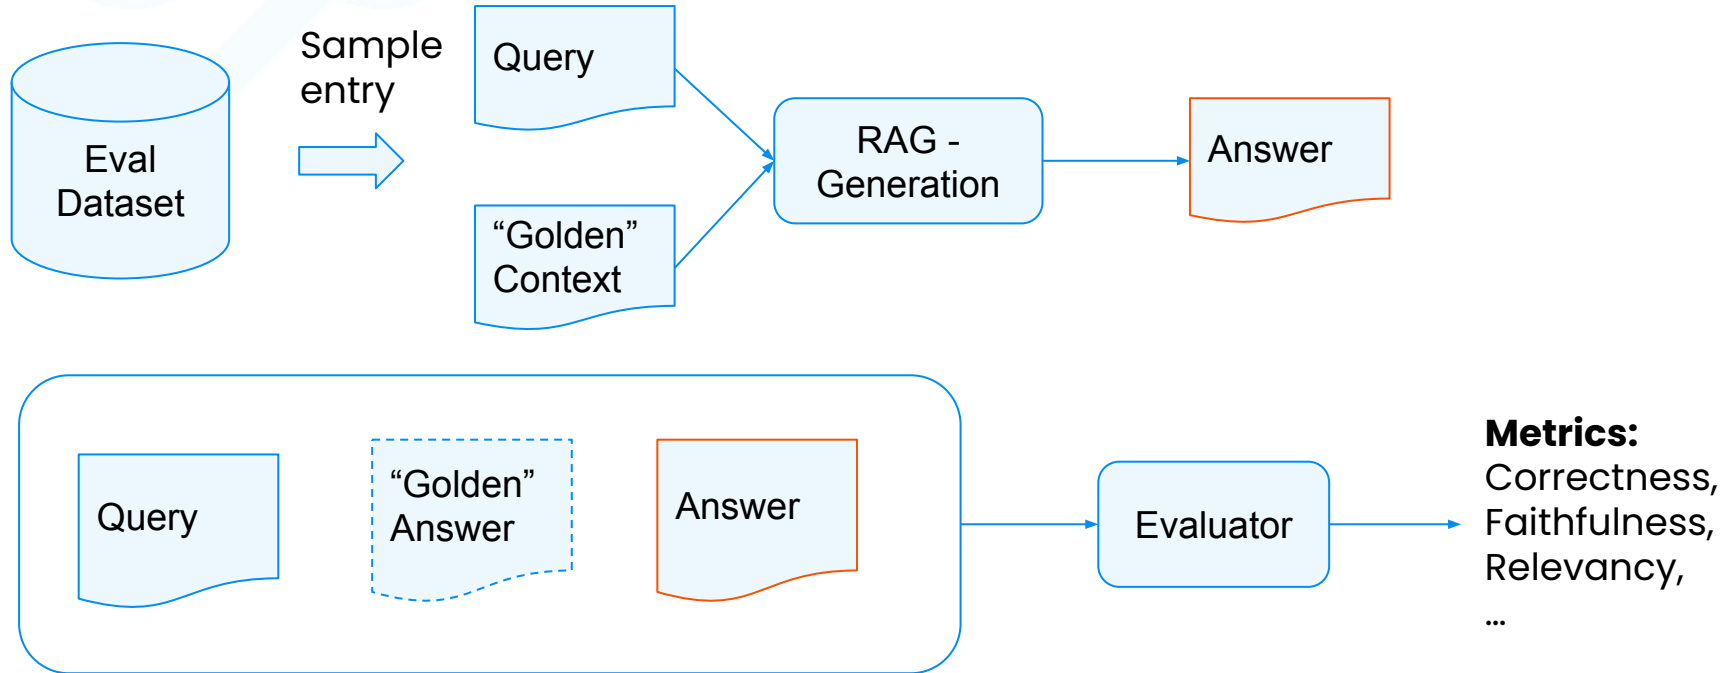 Sample
entry
Query
Eval
Dataset
“Golden”
Context
RAG -
Generation
Answer
Query
“Golden”
Answer
Answer
Evaluator
Metrics:
Correctness,
Faithfulness,
Relevancy,
...